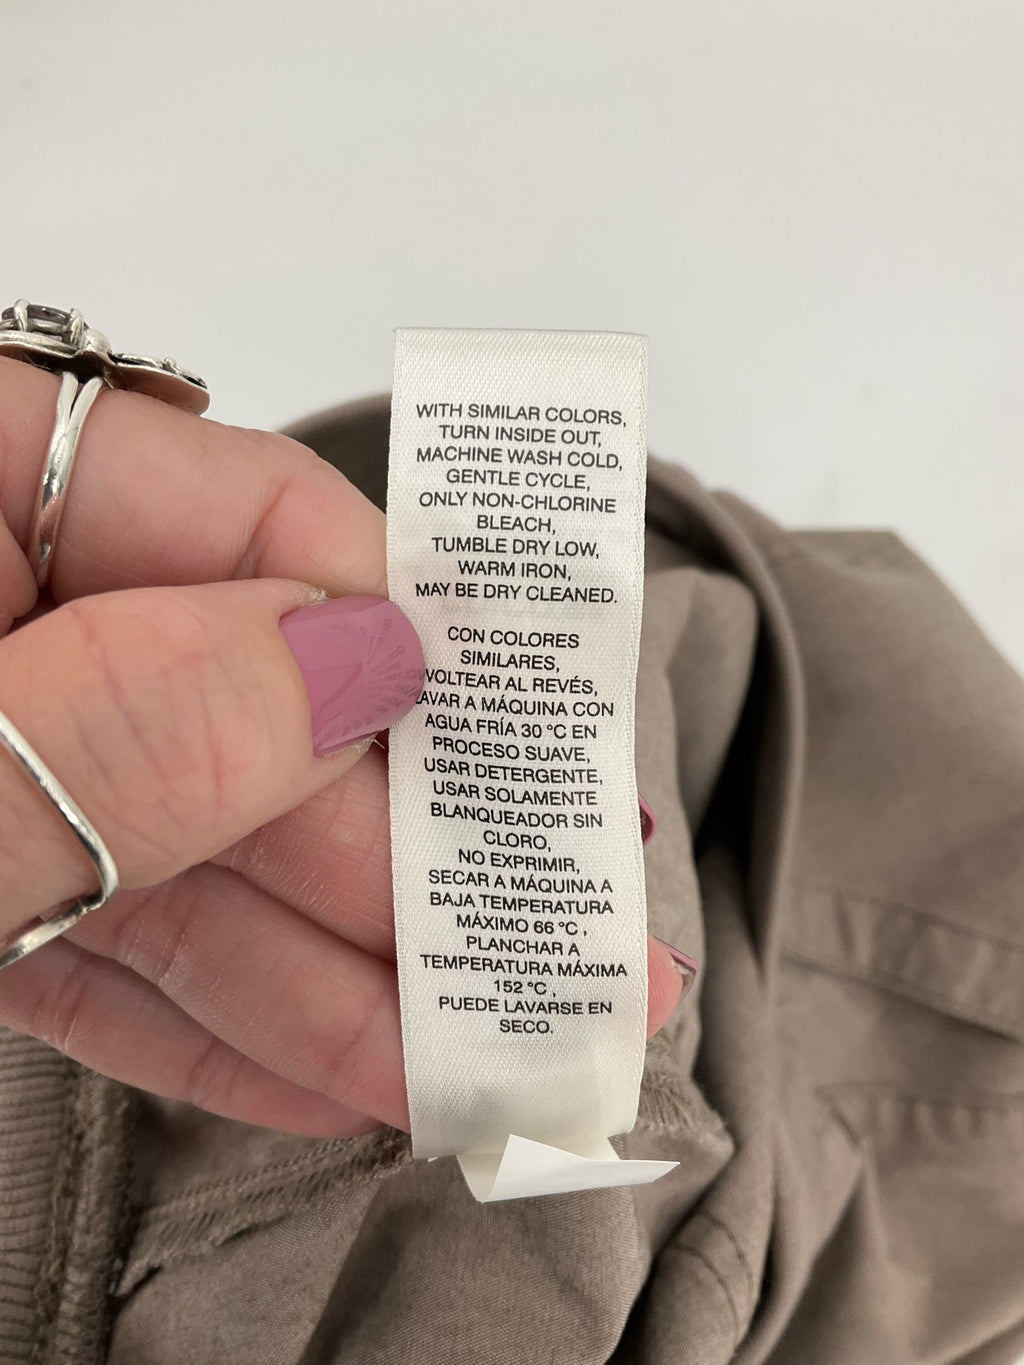 WITH SIMILAR COLORS,
TURN INSIDE OUT,
MACHINE WASH COLD,
GENTLE CYCLE,
ONLY NON-CHLORINE
BLEACH,
TUMBLE DRY LOW,
WARM IRON,
MAY BE DRY CLEANED.
CON COLORES
SIMILARES,
VOLTEAR AL REVÉS,
LAVAR A MÁQUINA CON
AGUA FRÍA 30 °C EN
PROCESO SUAVE,
USAR DETERGENTE,
USAR SOLAMENTE
BLANQUEADOR SIN
CLORO,
NO EXPRIMIR,
SECAR A MÁQUINA A
BAJA TEMPERATURA
MÁXIMO 66 °C ,
PLANCHAR A
TEMPERATURA MÁXIMA
152 °C ,
PUEDE LAVARSE EN
SECO.